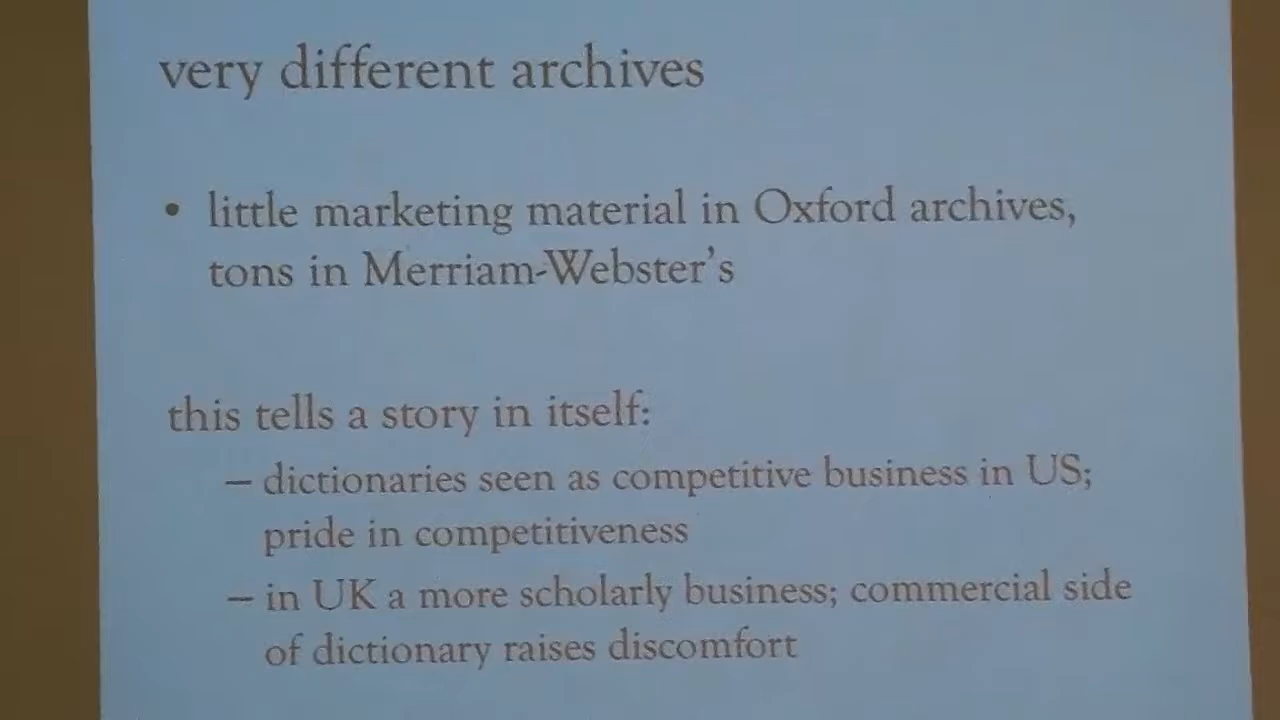 very different archives
• little marketing material in Oxford archives,
tons in Merriam-Webster's
this tells a story in itself:
– dictionaries seen as competitive business in US;
pride in competitiveness
– in UK a more scholarly business; commercial side
of dictionary raises discomfort